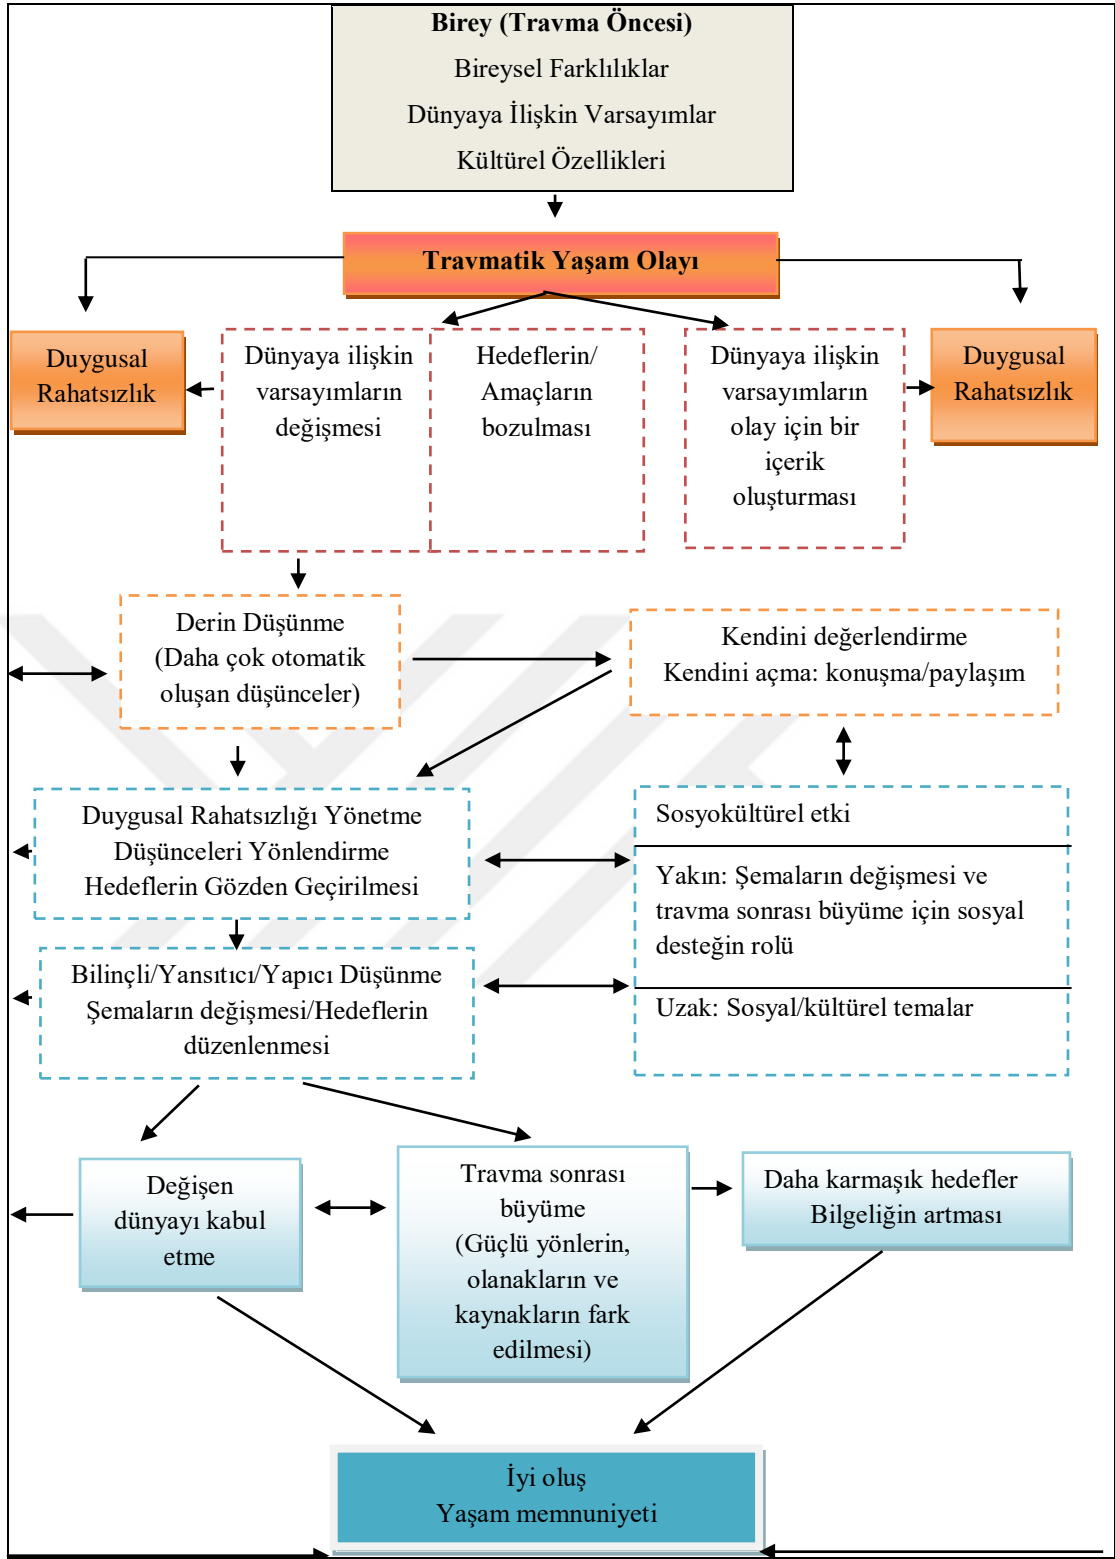 Birey (Travma Öncesi)
Bireysel Farklılıklar
Dünyaya İlişkin Varsayımlar
Kültürel Özellikleri
Travmatik Yaşam Olayı
Duygusal
Rahatsızlık
Dünyaya ilişkin
varsayımların
değişmesi
Hedeflerin/
Amaçların
bozulması
Dünyaya ilişkin
varsayımların
olay için bir
içerik
oluşturması
Duygusal
Rahatsızlık
Derin Düşünme
(Daha çok otomatik
oluşan düşünceler)
Kendini değerlendirme
Kendini açma: konuşma/paylaşım
Duygusal Rahatsızlığı Yönetme
Düşünceleri Yönlendirme
Hedeflerin Gözden Geçirilmesi
Sosyokültürel etki
Yakın: Şemaların değişmesi ve
travma sonrası büyüme için sosyal
desteğin rolü
Uzak: Sosyal/kültürel temalar
Bilinçli/Yansıtıcı/Yapıcı Düşünme
Şemaların değişmesi/Hedeflerin
düzenlenmesi
Değişen
dünyayı kabul
etme
Travma sonrası
büyüme
(Güçlü yönlerin,
olanakların ve
kaynakların fark
edilmesi)
Daha karmaşık hedefler
Bilgeliğin artması
İyi oluş
Yaşam memnuniyeti